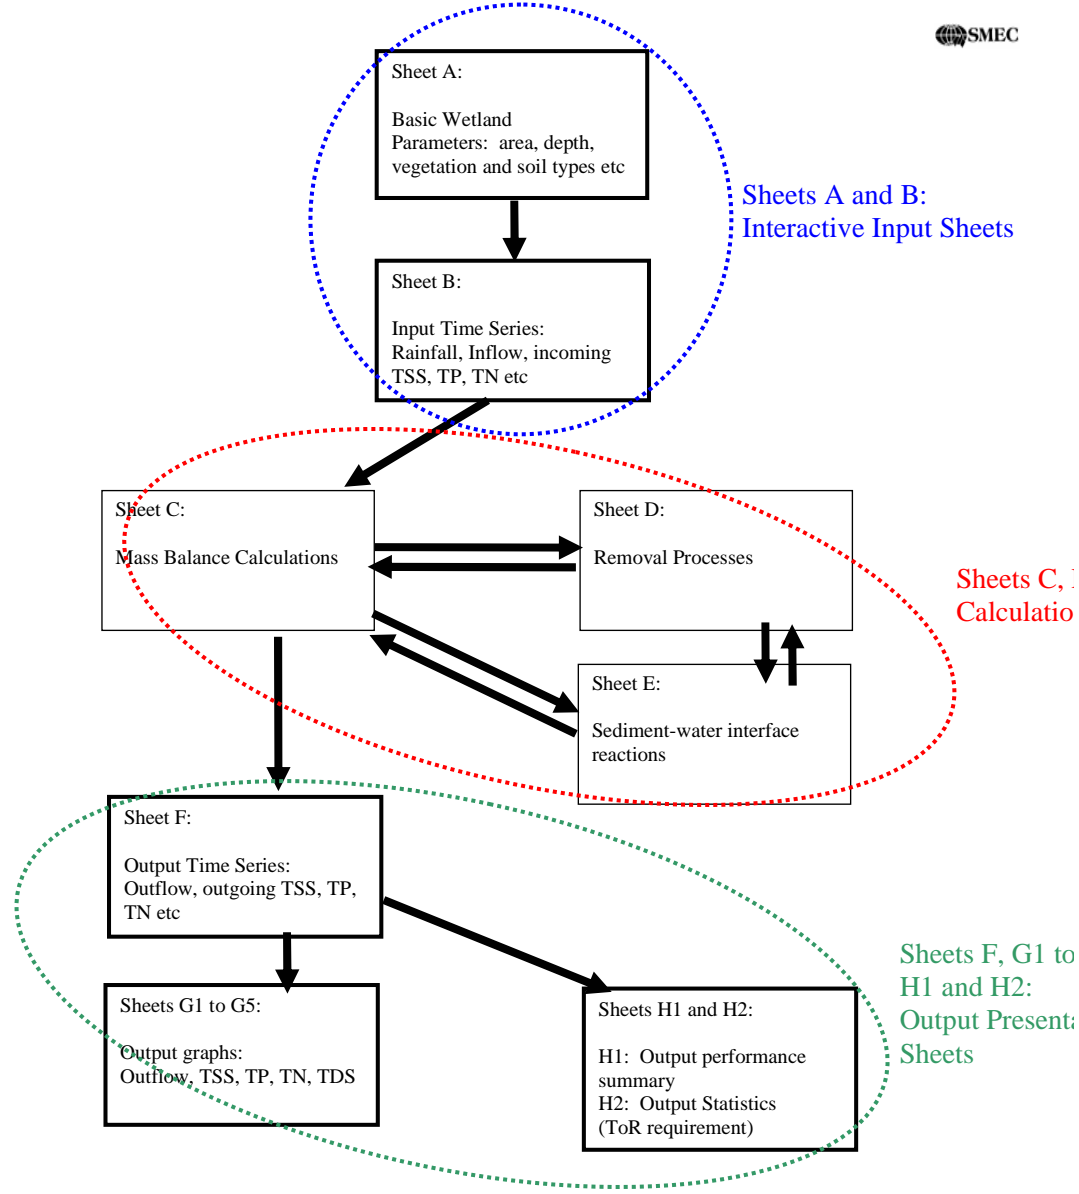 SMEC
Sheet A:
Basic Wetland
Parameters: area, depth,
vegetation and soil types etc
Sheets A and B:
Interactive Input Sheets
Sheet B:
Input Time Series:
Rainfall, Inflow, incoming
TSS, TP, TN etc
Sheet C:
Mass Balance Calculations
Sheet D:
Removal Processes
Sheets C,
Sheet E:
Sediment-water interface
reactions
Sheet F:
Output Time Series:
Outflow, outgoing TSS, TP,
TN etc
Sheets F, G1 to
H1 and H2:
Output
Sheets
Sheets G1 to G5:
Output graphs:
Outflow, TSS, TP, TN, TDS
Sheets H1 and H2:
H1: Output performance
summary
H2: Output Statistics
(ToR requirement)